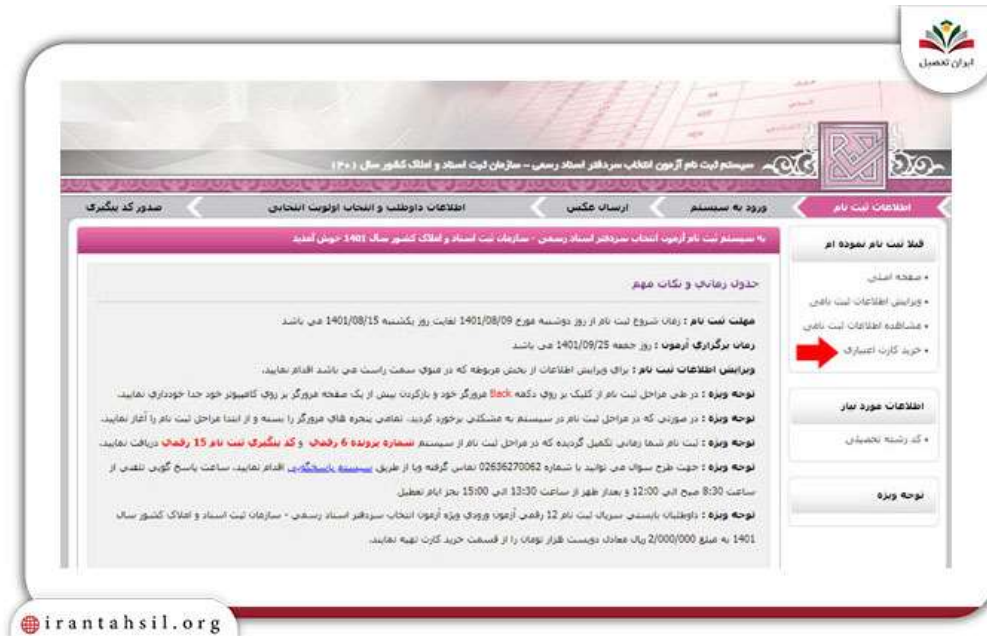 ایران تحصیل
سیستم ثبت نام آزمون انتخاب سردفتر اسناد رسمی – سازمان ثبت اسناد و املاک کشور سال (۱۴۰۱)
اطلاعات ثبت نام
ورود به سیستم
ارسال عکس
اطلاعات داوطلب و انتخاب اولویت انتخابی
صدور کد پیگیری
قبلا ثبت نام نموده ام
صفحه اصلی
ویرایش اطلاعات ثبت نامی
مشاهده اطلاعات ثبت نامی
خرید کارت اعتباری
اطلاعات مورد نیاز
کد رشته تحصیلی
توجه ویژه
به سیستم ثبت نام آزمون انتخاب سردفتر اسناد رسمی - سازمان ثبت اسناد و املاک کشور سال 1401 خوش آمدید
جدول زمانی و نکات مهم
مهلت ثبت نام : زمان شروع ثبت نام از روز دوشنبه مورخ 1401/08/09 لغایت روز یکشنبه 1401/08/15 می باشد
زمان برگزاری آزمون : روز جمعه 1401/09/25 می باشد
ویرایش اطلاعات ثبت نام : برای ویرایش اطلاعات از بخش مربوطه که در منوی سمت راست می باشد اقدام نمایید.
توجه ویژه : در طی مراحل ثبت نام از کلیک بر روی دکمه Back مرورگر خود و بازکردن بیش از یک صفحه مرورگر بر روی کامپیوتر خود جدا خودداری نمایید.
توجه ویژه : در صورتی که در مراحل ثبت نام در سیستم به مشکلی برخورد کردید، تمامی پنجره های مرورگر را بسته و از ابتدا مراحل ثبت نام را آغاز نمایید.
توجه ویژه : ثبت نام شما زمانی تکمیل گردیده که در مراحل ثبت نام از سیستم شماره پرونده 6 رقمی و کد پیگیری ثبت نام 15 رقمی دریافت نمایید.
توجه ویژه : جهت طرح سوال می توانید با شماره 02636270062 تماس گرفته ویا از طریق سیستم پاسخگویی اقدام نمایید، ساعت پاسخ گویی تلفنی از
ساعت 8:30 صبح الی 12:00 و بعداز ظهر از ساعت 13:30 الی 15:00 بجز ایام تعطیل
توجه ویژه : داوطلبان بایستی سریال ثبت نام 12 رقمی آزمون ورودی ویژه آزمون انتخاب سردفتر اسناد رسمی - سازمان ثبت اسناد و املاک کشور سال
1401 به مبلغ 2/000/000 ریال معادل دویست هزار تومان را از قسمت خرید کارت تهیه نمایند.
irantahsil.org